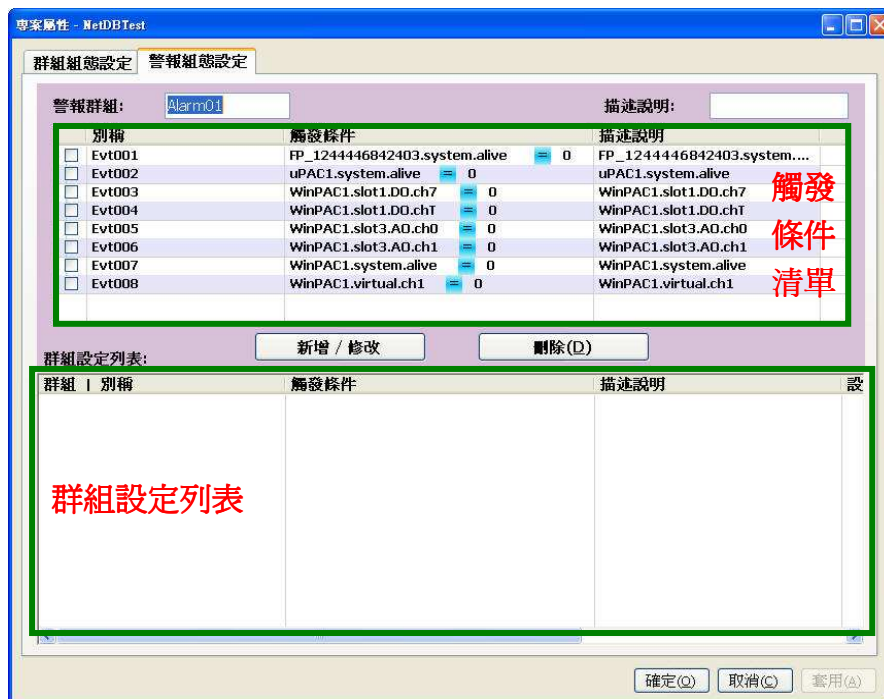 專案屬性 - NetDBTest
群組組態設定 警報組態設定
警報群組: Alarm01 描述說明:
別稱 觸發條件 描述說明
Evt001 FP_1244446842403.system.alive = 0 FP_1244446842403.system....
Evt002 uPAC1.system.alive = 0 uPAC1.system.alive
Evt003 WinPAC1.slot1.DO.ch7 = 0 WinPAC1.slot1.DO.ch7
Evt004 WinPAC1.slot1.DO.chT = 0 WinPAC1.slot1.DO.chT
Evt005 WinPAC1.slot3.AO.ch0 = 0 WinPAC1.slot3.AO.ch0
Evt006 WinPAC1.slot3.AO.ch1 = 0 WinPAC1.slot3.AO.ch1
Evt007 WinPAC1.system.alive = 0 WinPAC1.system.alive
Evt008 WinPAC1.virtual.ch1 = 0 WinPAC1.virtual.ch1
觸發
條件
清單
新增 / 修改 刪除(D)
群組設定列表:
群組 | 別稱 觸發條件 描述說明 設
群組設定列表
確定(O) 取消(C) 套用(A)